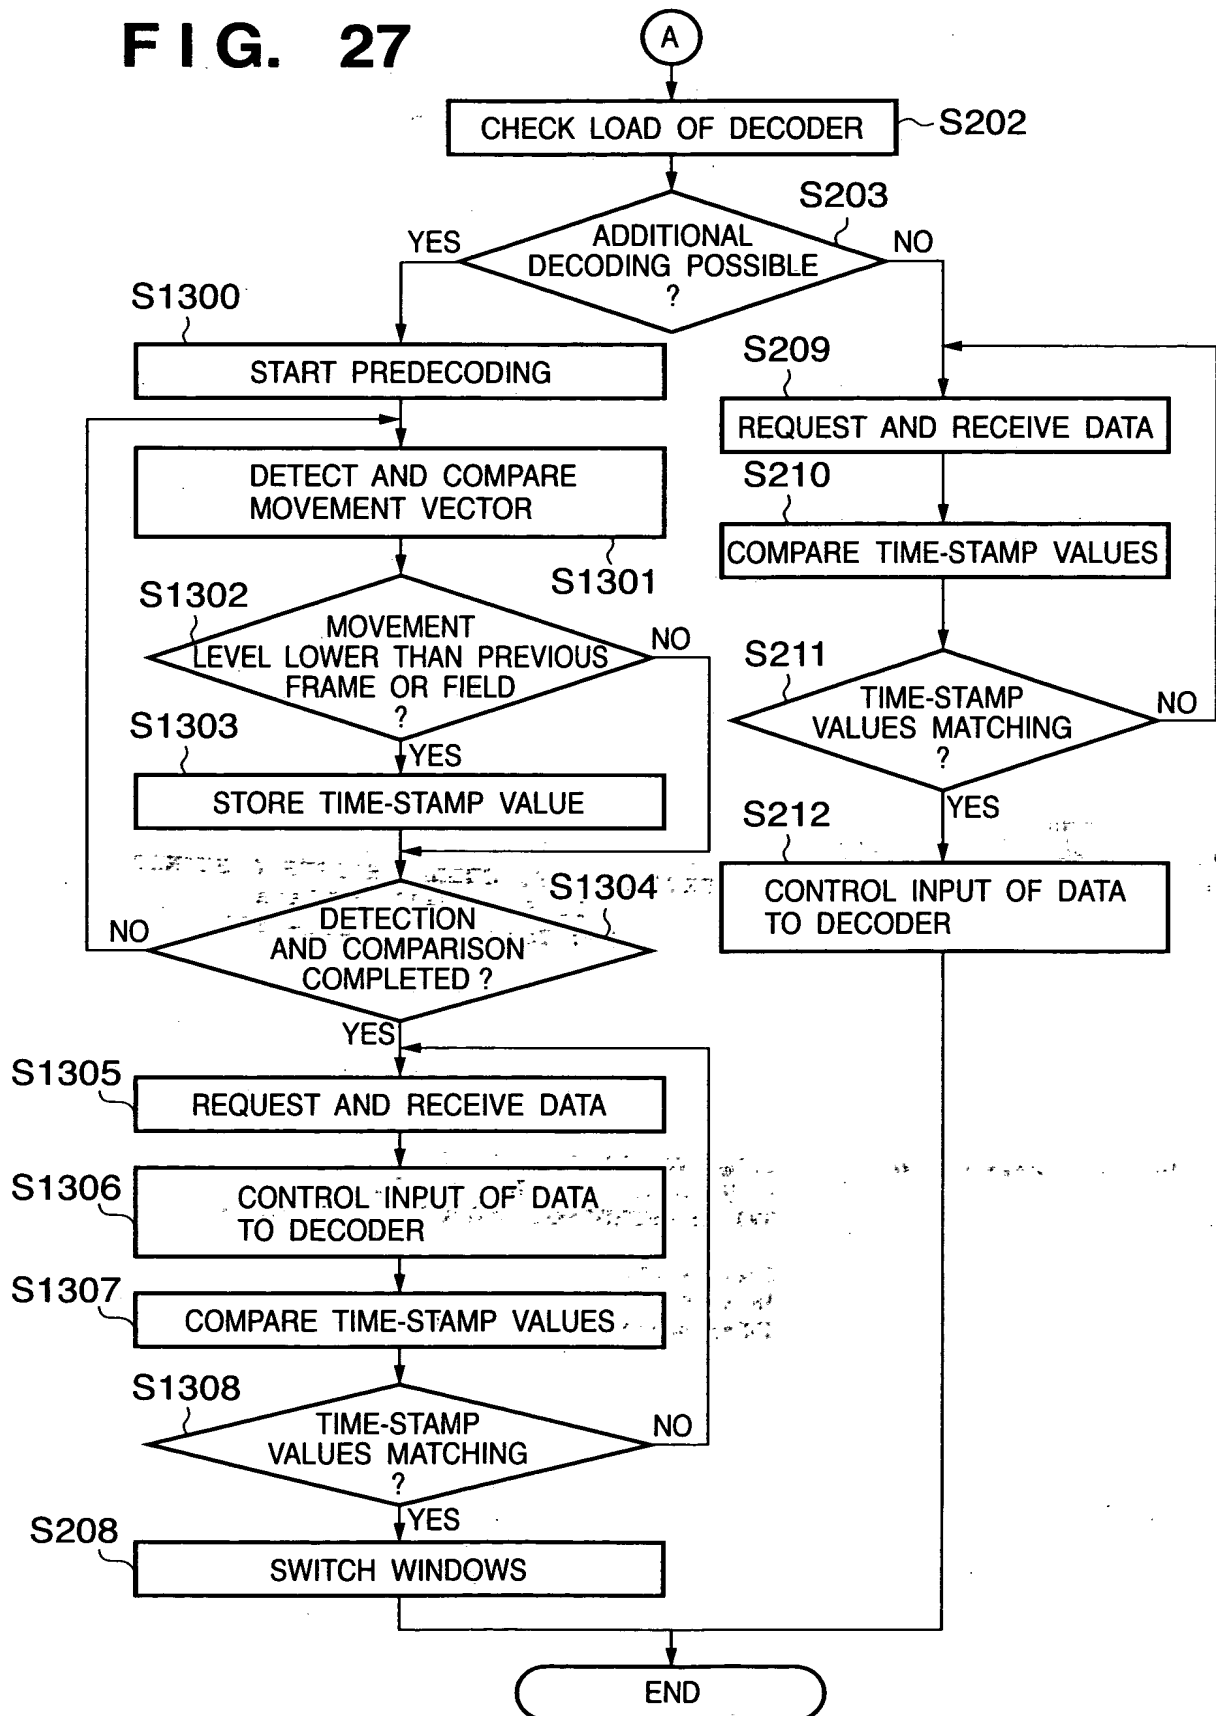 FIG. 27
A
CHECK LOAD OF DECODER
S202
S203
ADDITIONAL
DECODING POSSIBLE
?
YES
NO
S1300
START PREDECODING
S209
REQUEST AND RECEIVE DATA
DETECT AND COMPARE
MOVEMENT VECTOR
S1301
S210
COMPARE TIME-STAMP VALUES
S1302
MOVEMENT
LEVEL LOWER THAN PREVIOUS
FRAME OR FIELD
?
NO
YES
S211
TIME-STAMP
VALUES MATCHING
?
NO
YES
S1303
STORE TIME-STAMP VALUE
S212
CONTROL INPUT OF DATA
TO DECODER
S1304
DETECTION
AND COMPARISON
COMPLETED ?
NO
YES
S1305
REQUEST AND RECEIVE DATA
S1306
CONTROL INPUT OF DATA
TO DECODER
S1307
COMPARE TIME-STAMP VALUES
S1308
TIME-STAMP
VALUES MATCHING
?
NO
YES
S208
SWITCH WINDOWS
END